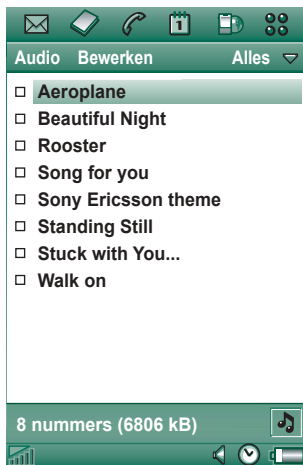 1
Audio Bewerken Alles
Aeroplane
Beautiful Night
Rooster
Song for you
Sony Ericsson theme
Standing Still
Stuck with You...
Walk on
8 nummers (6806 kB)